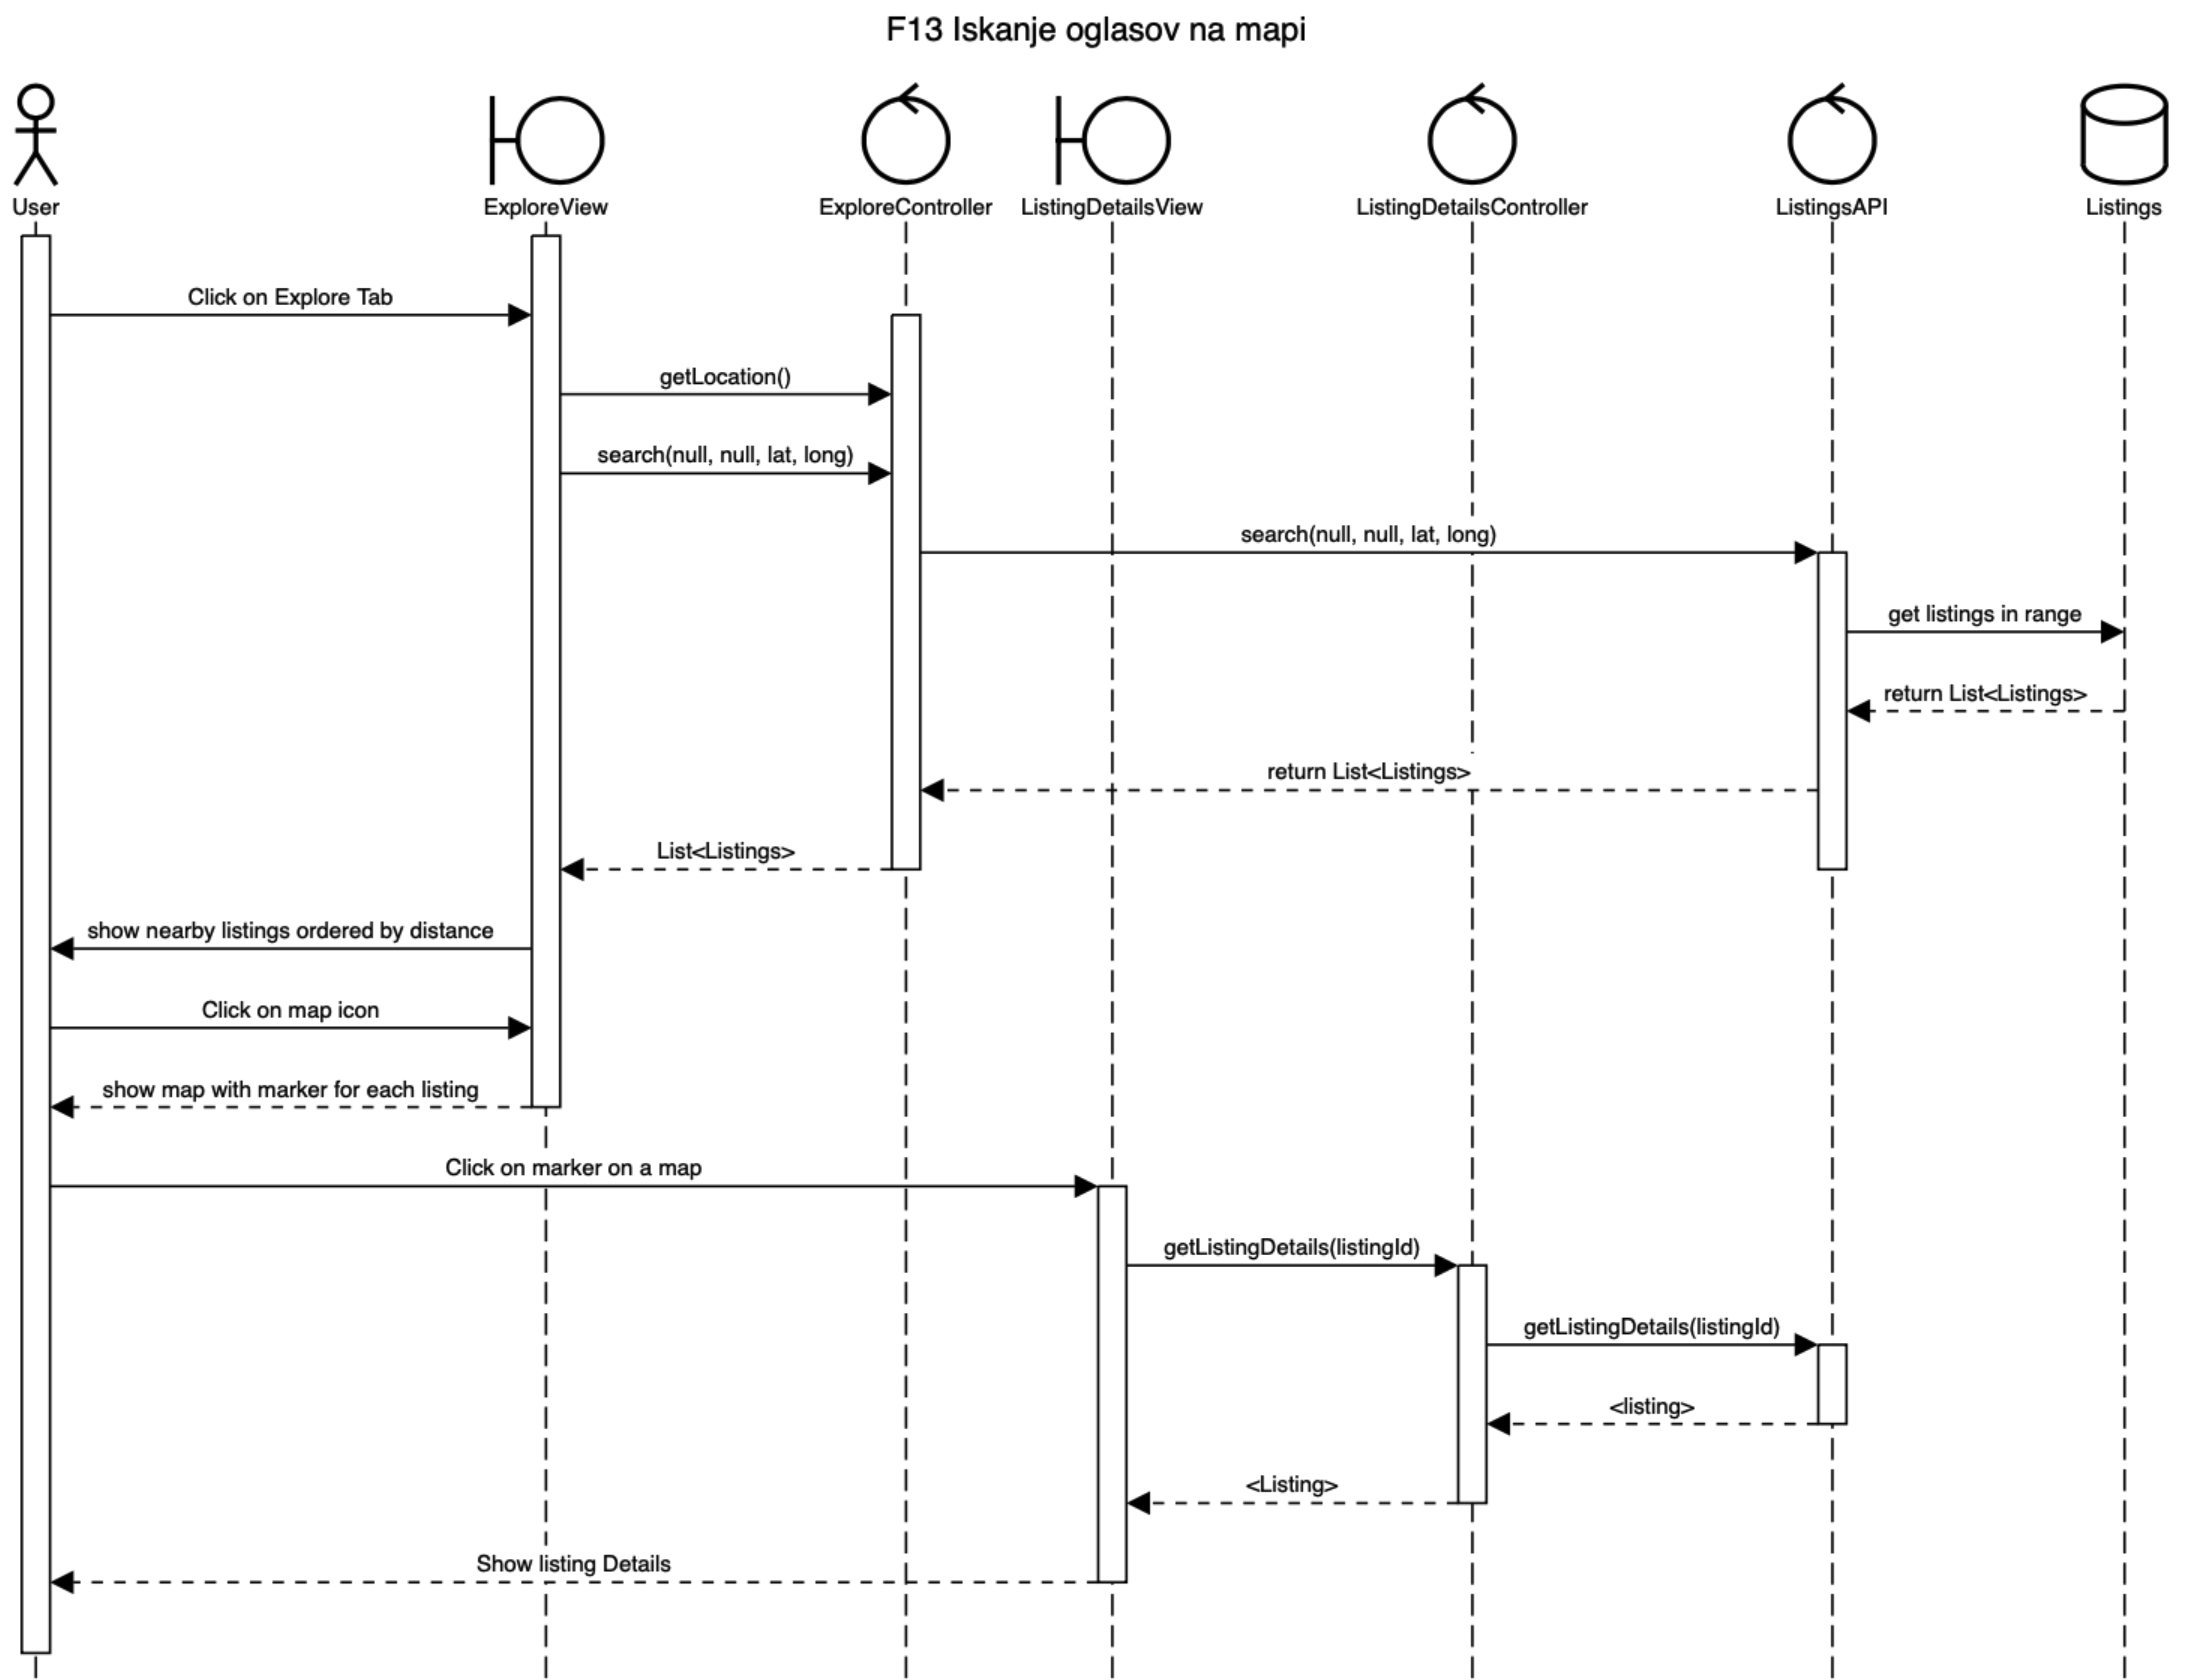 F13 Iskanje oglasov na mapi
User
ExploreView
ExploreController
ListingDetailsView
ListingDetailsController
ListingsAPI
Listings
Click on Explore Tab
getLocation()
search(null, null, lat, long)
search(null, null, lat, long)
get listings in range
return List<Listings>
return List<Listings>
List<Listings>
show nearby listings ordered by distance
Click on map icon
show map with marker for each listing
Click on marker on a map
getListingDetails(listingId)
getListingDetails(listingId)
<listing>
<Listing>
Show listing Details